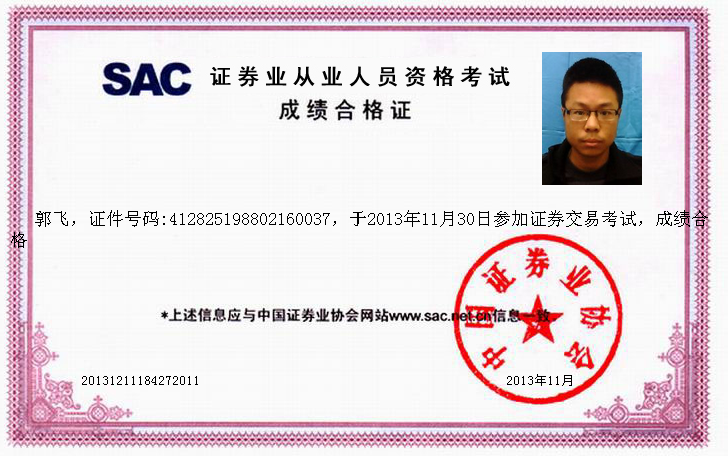 SAC 证券业从业人员资格考试
成绩合格证
郭飞，证件号码:412825198802160037，于2013年11月30日参加证券交易考试，成绩合
格
*上述信息应与中国证券业协会网站www.sac.net.cn信息一致
中国证券业协会
20131211184272011
2013年11月